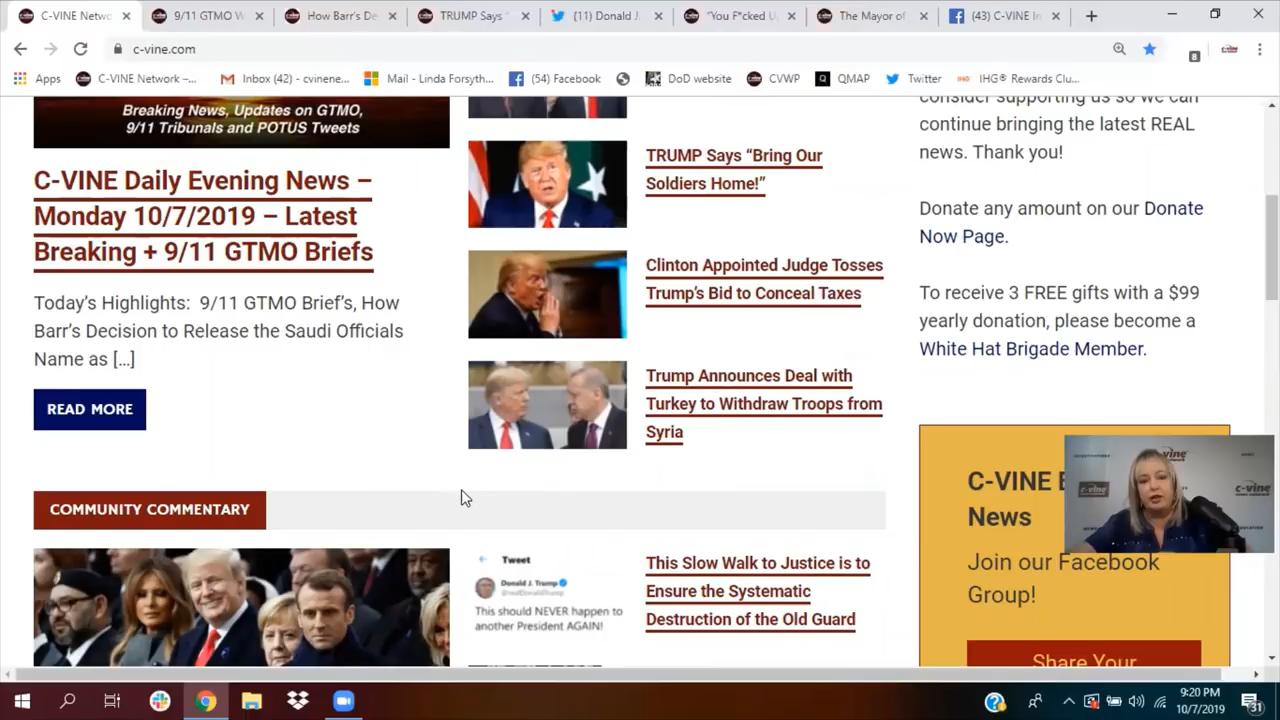 C-VINE Netwo
9/11 GTMO W
How Barr's De
TRUMP Says "
(11) Donald J.
"You F*cked U
The Mayor of
(43) C-VINE In
c-vine.com
8
Apps
C-VINE Network –...
Inbox (42) - cvinene...
Mail - Linda Forsyth...
(54) Facebook
DoD website
CVWP
QMAP
Twitter
IHG® Rewards Clu...
Breaking News, Updates on GTMO,
9/11 Tribunals and POTUS Tweets
C-VINE Daily Evening News –
Monday 10/7/2019 – Latest
Breaking + 9/11 GTMO Briefs
Today's Highlights: 9/11 GTMO Brief's, How
Barr's Decision to Release the Saudi Officials
Name as [...]
READ MORE
TRUMP Says "Bring Our
Soldiers Home!"
Clinton Appointed Judge Tosses
Trump's Bid to Conceal Taxes
Trump Announces Deal with
Turkey to Withdraw Troops from
Syria
consider supporting us so we can
continue bringing the latest REAL
news. Thank you!
Donate any amount on our Donate
Now Page.
To receive 3 FREE gifts with a $99
yearly donation, please become a
White Hat Brigade Member.
COMMUNITY COMMENTARY
Tweet
Donald J. Trump
@realDonaldTrump
This should NEVER happen to
another President AGAIN!
This Slow Walk to Justice is to
Ensure the Systematic
Destruction of the Old Guard
C-VINE E
News
Join our Facebook
Group!
Share Your
c-vine
9:20 PM
10/7/2019
31